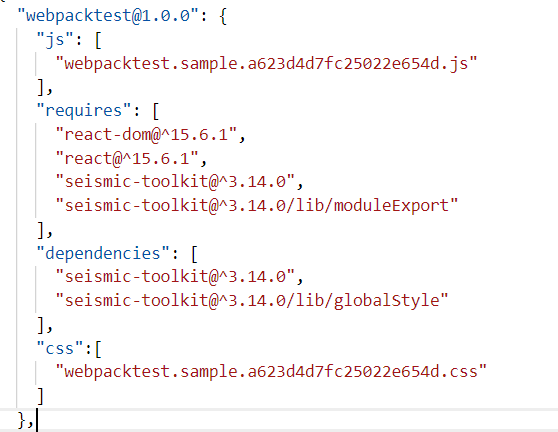 "webpacktest@1.0.0": {
"js": [
"webpacktest.sample.a623d4d7fc25022e654d.js"
],
"requires": [
"react-dom@^15.6.1",
"react@^15.6.1",
"seismic-toolkit@^3.14.0",
"seismic-toolkit@^3.14.0/lib/moduleExport"
],
"dependencies": [
"seismic-toolkit@^3.14.0",
"seismic-toolkit@^3.14.0/lib/globalStyle"
],
"css":[
"webpacktest.sample.a623d4d7fc25022e654d.css"
]
},